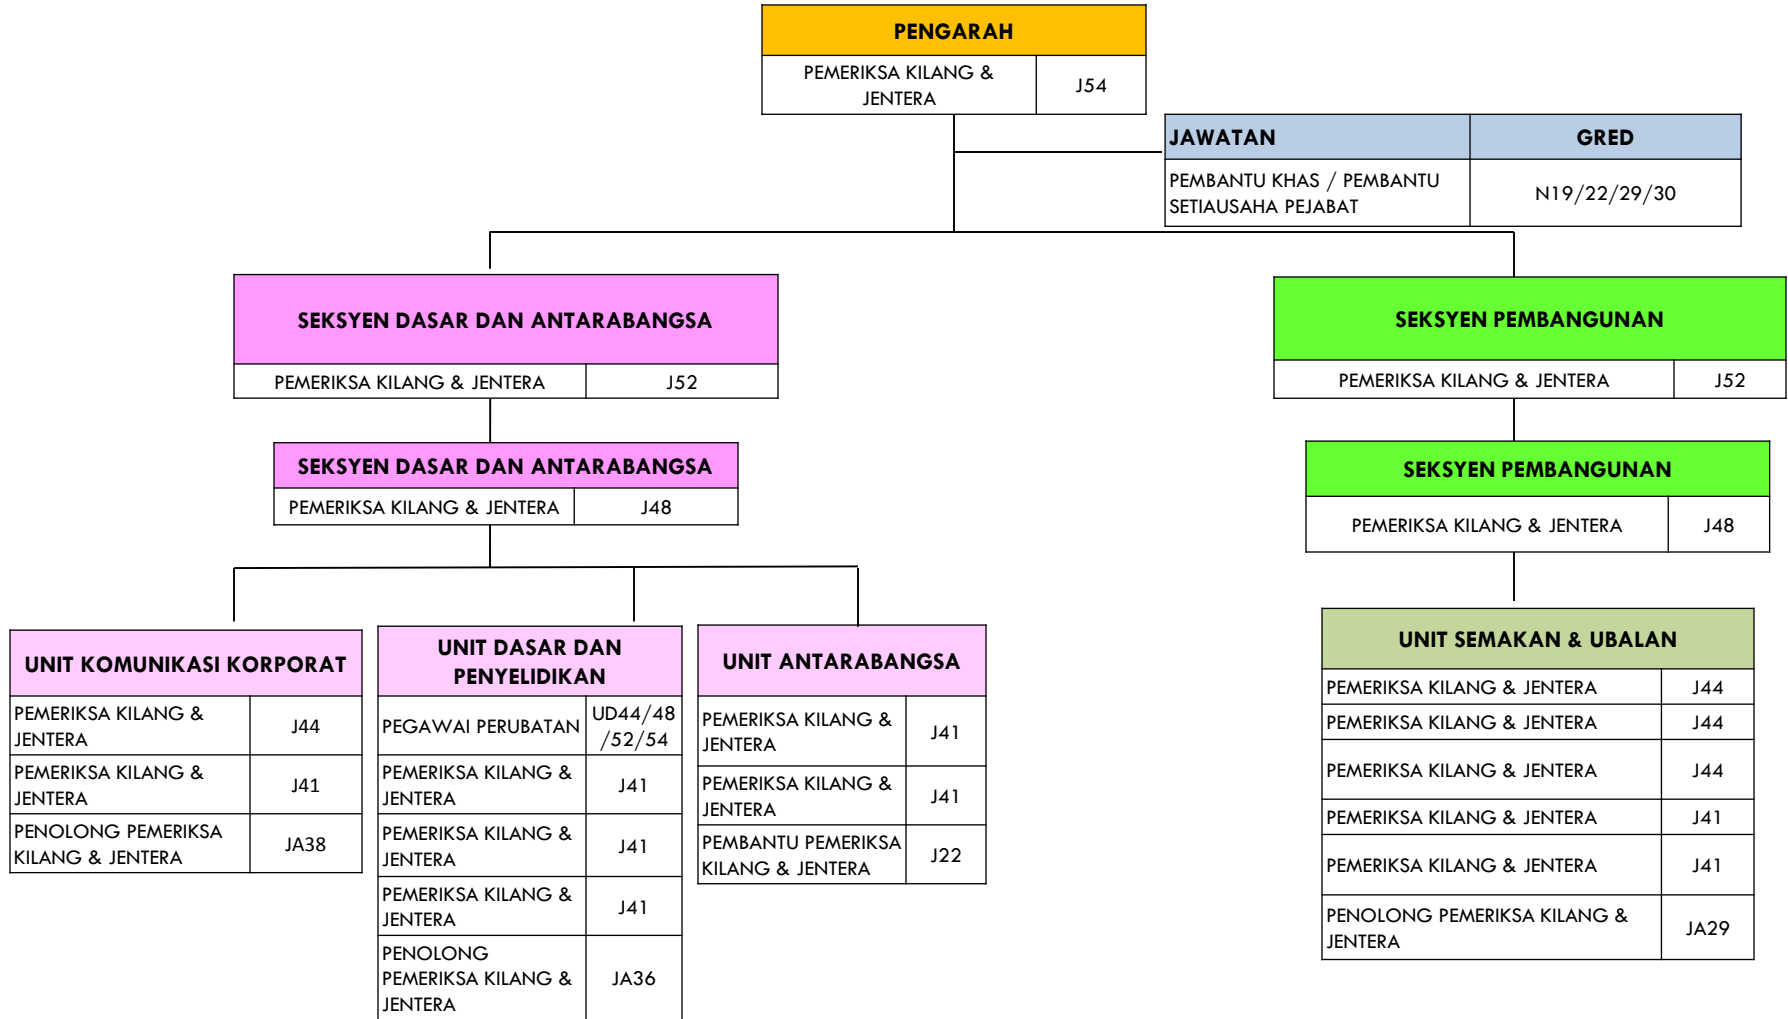 PENGARAH
PEMERIKSA KILANG &
JENTERA
J54
JAWATAN
GRED
PEMBANTU KHAS / PEMBANTU
SETIAUSAHA PEJABAT
N19/22/29/30
SEKSYEN DASAR DAN ANTARABANGSA
PEMERIKSA KILANG & JENTERA
J52
SEKSYEN PEMBANGUNAN
PEMERIKSA KILANG & JENTERA
J52
SEKSYEN DASAR DAN ANTARABANGSA
PEMERIKSA KILANG & JENTERA
J48
SEKSYEN PEMBANGUNAN
PEMERIKSA KILANG & JENTERA
J48
UNIT KOMUNIKASI KORPORAT
PEMERIKSA KILANG &
JENTERA
J44
PEMERIKSA KILANG &
JENTERA
J41
PENOLONG PEMERIKSA
KILANG & JENTERA
JA38
UNIT DASAR DAN
PENYELIDIKAN
PEGAWAI PERUBATAN
UD44/48
/52/54
PEMERIKSA KILANG &
JENTERA
J41
PEMERIKSA KILANG &
JENTERA
J41
PEMERIKSA KILANG &
JENTERA
J41
PENOLONG
PEMERIKSA KILANG &
JENTERA
JA36
UNIT ANTARABANGSA
PEMERIKSA KILANG &
JENTERA
J41
PEMERIKSA KILANG &
JENTERA
J41
PEMBANTU PEMERIKSA
KILANG & JENTERA
J22
UNIT SEMAKAN & UBALAN
PEMERIKSA KILANG & JENTERA
J44
PEMERIKSA KILANG & JENTERA
J44
PEMERIKSA KILANG & JENTERA
J44
PEMERIKSA KILANG & JENTERA
J41
PEMERIKSA KILANG & JENTERA
J41
PENOLONG PEMERIKSA KILANG &
JENTERA
JA29